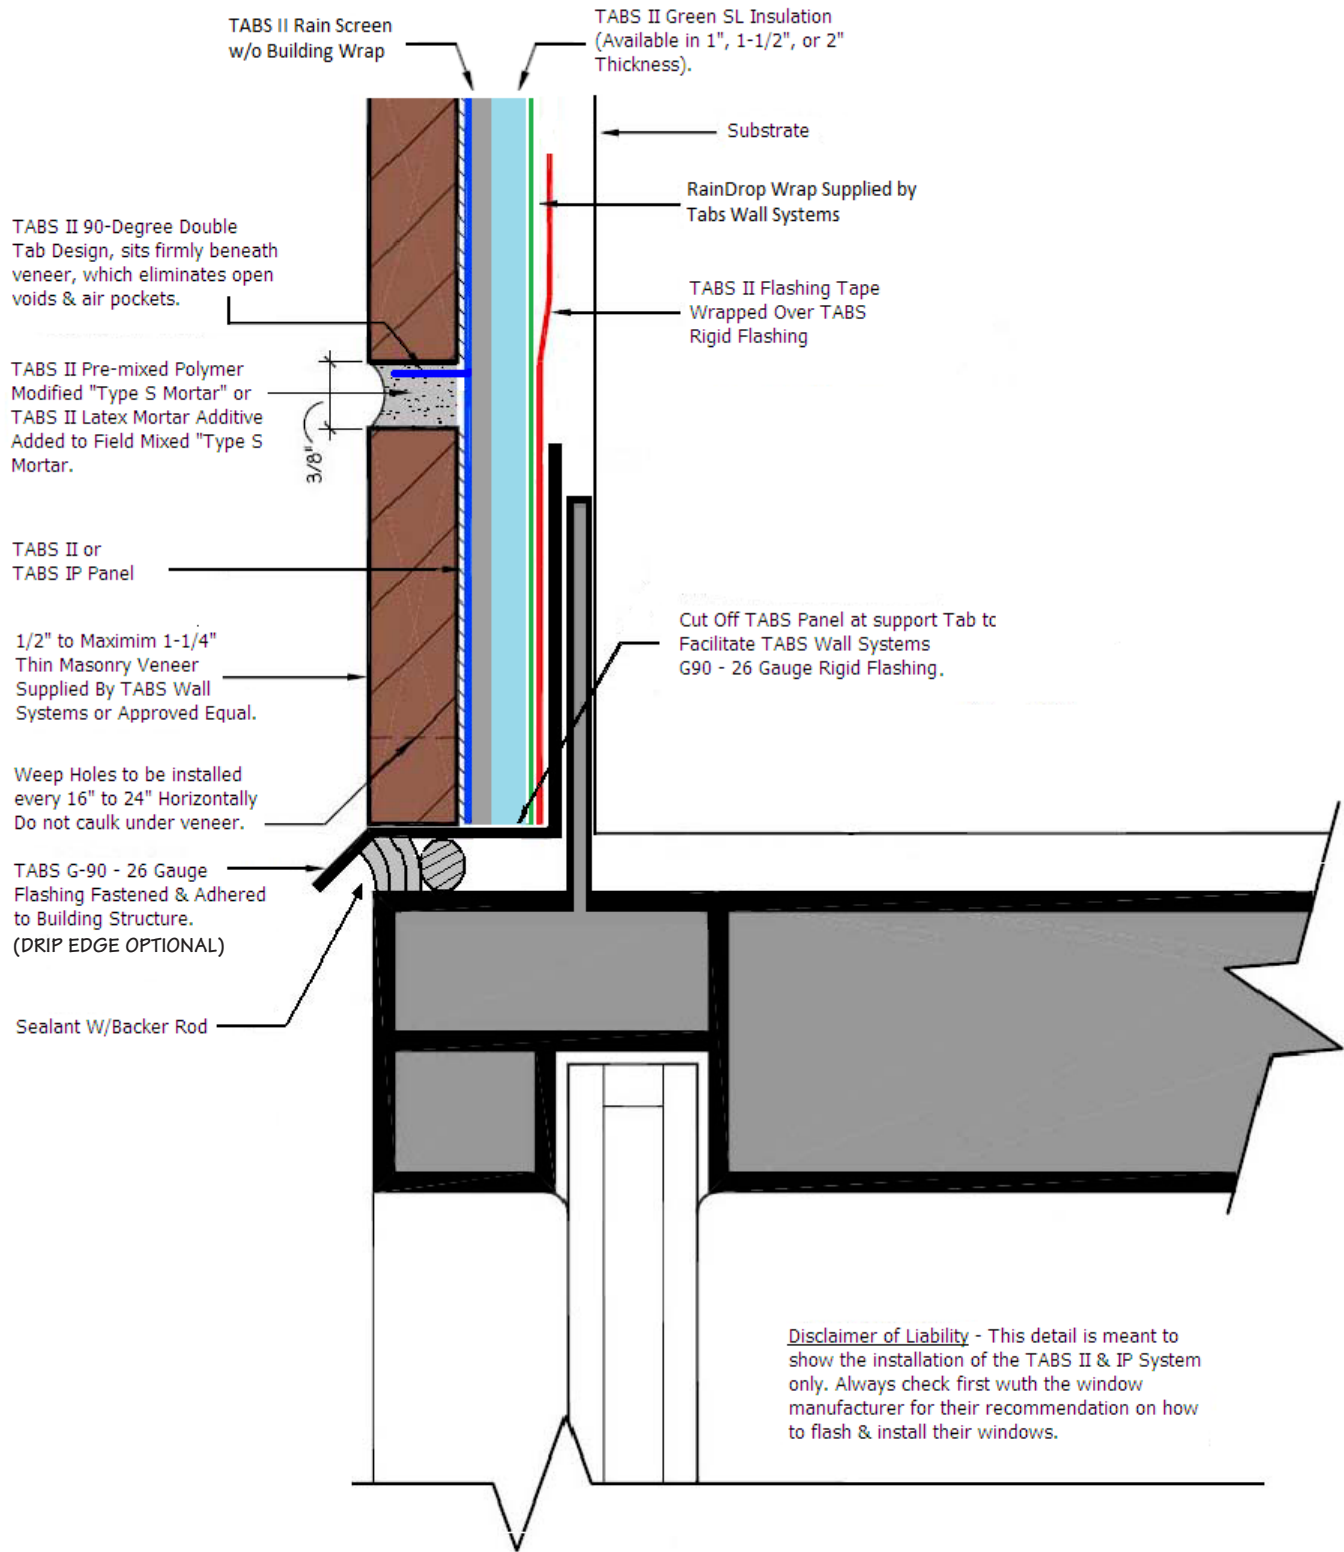 TABS II Rain Screen
w/o Building Wrap
TABS II Green SL Insulation
(Available in 1", 1-1/2", or 2"
Thickness).
Substrate
RainDrop Wrap Supplied by
Tabs Wall Systems
TABS II 90-Degree Double
Tab Design, sits firmly beneath
veneer, which eliminates open
voids & air pockets.
TABS II Flashing Tape
Wrapped Over TABS
Rigid Flashing
TABS II Pre-mixed Polymer
Modified "Type S Mortar" or
TABS II Latex Mortar Additive
Added to Field Mixed "Type S
Mortar.
3/8"
TABS II or
TABS IP Panel
Cut Off TABS Panel at support Tab to
Facilitate TABS Wall Systems
G90 - 26 Gauge Rigid Flashing.
1/2" to Maximim 1-1/4"
Thin Masonry Veneer
Supplied By TABS Wall
Systems or Approved Equal.
Weep Holes to be installed
every 16" to 24" Horizontally
Do not caulk under veneer.
TABS G-90 - 26 Gauge
Flashing Fastened & Adhered
to Building Structure.
(DRIP EDGE OPTIONAL)
Sealant W/Backer Rod
Disclaimer of Liability - This detail is meant to
show the installation of the TABS II & IP System
only. Always check first wuth the window
manufacturer for their recommendation on how
to flash & install their windows.